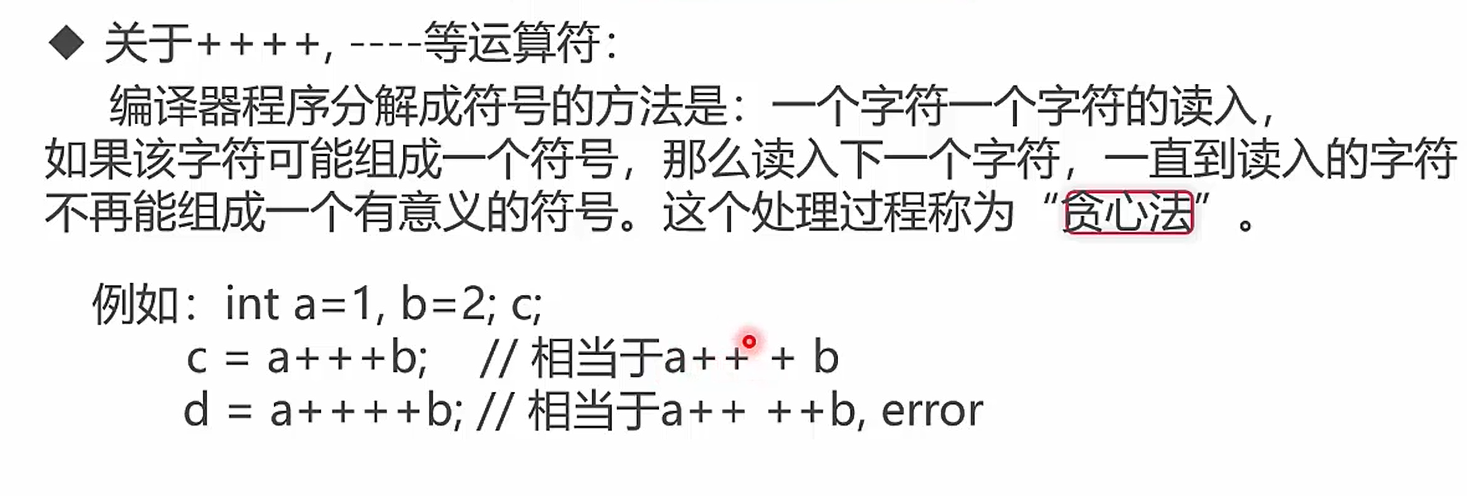 ◆ 关于++++, ----等运算符：
编译器程序分解成符号的方法是：一个字符一个字符的读入，
如果该字符可能组成一个符号，那么读入下一个字符，一直到读入的字符
不再能组成一个有意义的符号。这个处理过程称为“贪心法”。
例如：int a=1, b=2; c;
c = a+++b; // 相当于a++ + b
d = a++++b; // 相当于a++ ++b, error